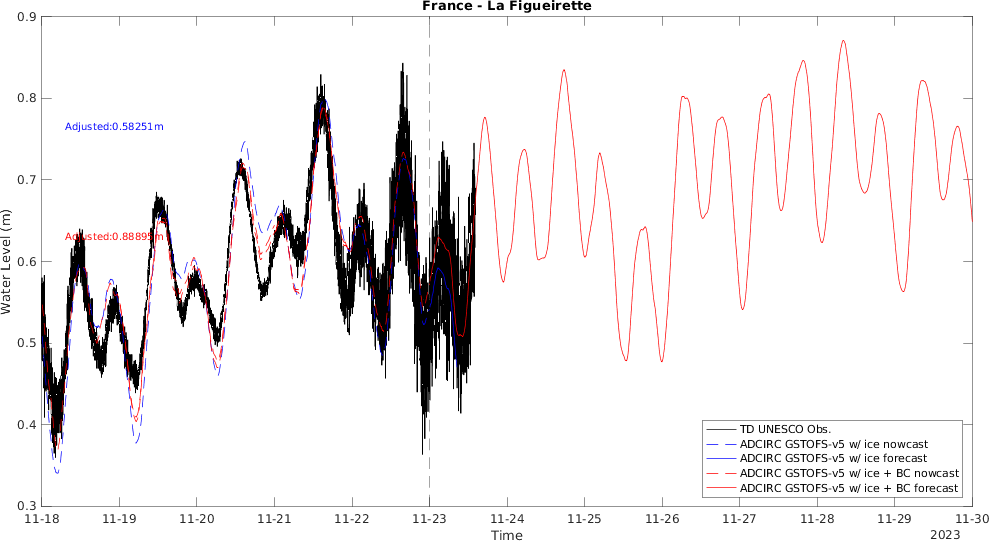 France - La Figueirette
0.9
0.8
0.7
0.6
0.5
0.4
0.3
Water Level (m)
Adjusted:0.58251m
Adjusted:0.88895m
TD UNESCO Obs.
ADCIRC GSTOFS-v5 w/ ice nowcast
ADCIRC GSTOFS-v5 w/ ice forecast
ADCIRC GSTOFS-v5 w/ ice + BC nowcast
ADCIRC GSTOFS-v5 w/ ice + BC forecast
11-18 11-19 11-20 11-21 11-22 11-23 11-24 11-25 11-26 11-27 11-28 11-29 11-30
Time
2023